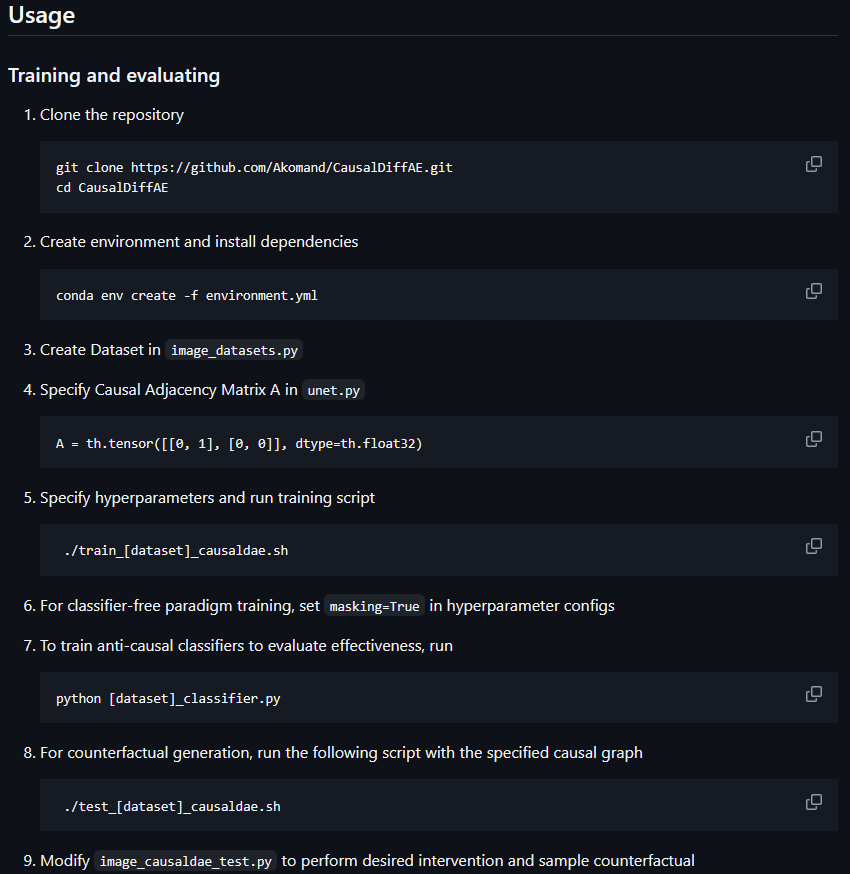 Usage
Training and evaluating
1. Clone the repository
git clone https://github.com/Akomand/CausalDiffAE.git
cd CausalDiffAE
2. Create environment and install dependencies
conda env create -f environment.yml
3. Create Dataset in image_datasets.py
4. Specify Causal Adjacency Matrix A in unet.py
A = th.tensor([[0, 1], [0, 0]], dtype=th.float32)
5. Specify hyperparameters and run training script
./train_[dataset]_causaldae.sh
6. For classifier-free paradigm training, set masking=True in hyperparameter configs
7. To train anti-causal classifiers to evaluate effectiveness, run
python [dataset]_classifier.py
8. For counterfactual generation, run the following script with the specified causal graph
./test_[dataset]_causaldae.sh
9. Modify image_causaldae_test.py to perform desired intervention and sample counterfactual